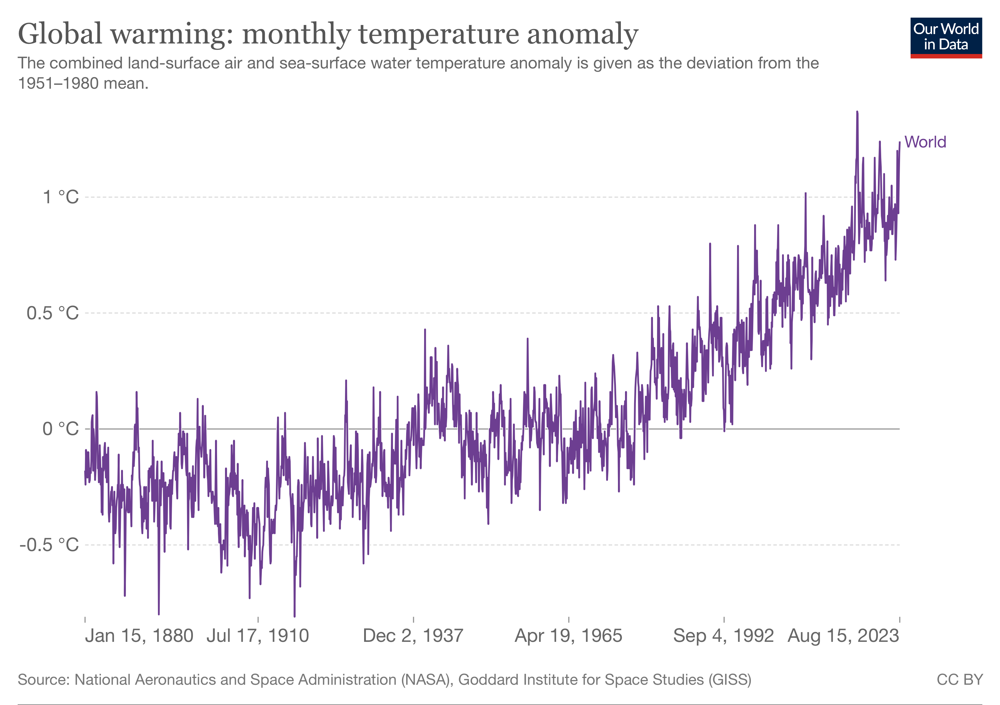 Global warming: monthly temperature anomaly
Our World
in Data
The combined land-surface air and sea-surface water temperature anomaly is given as the deviation from the
1951–1980 mean.
World
1 °C
0.5 °C
0 °C
-0.5 °C
Jan 15, 1880 Jul 17, 1910 Dec 2, 1937 Apr 19, 1965 Sep 4, 1992 Aug 15, 2023
Source: National Aeronautics and Space Administration (NASA), Goddard Institute for Space Studies (GISS) CC BY